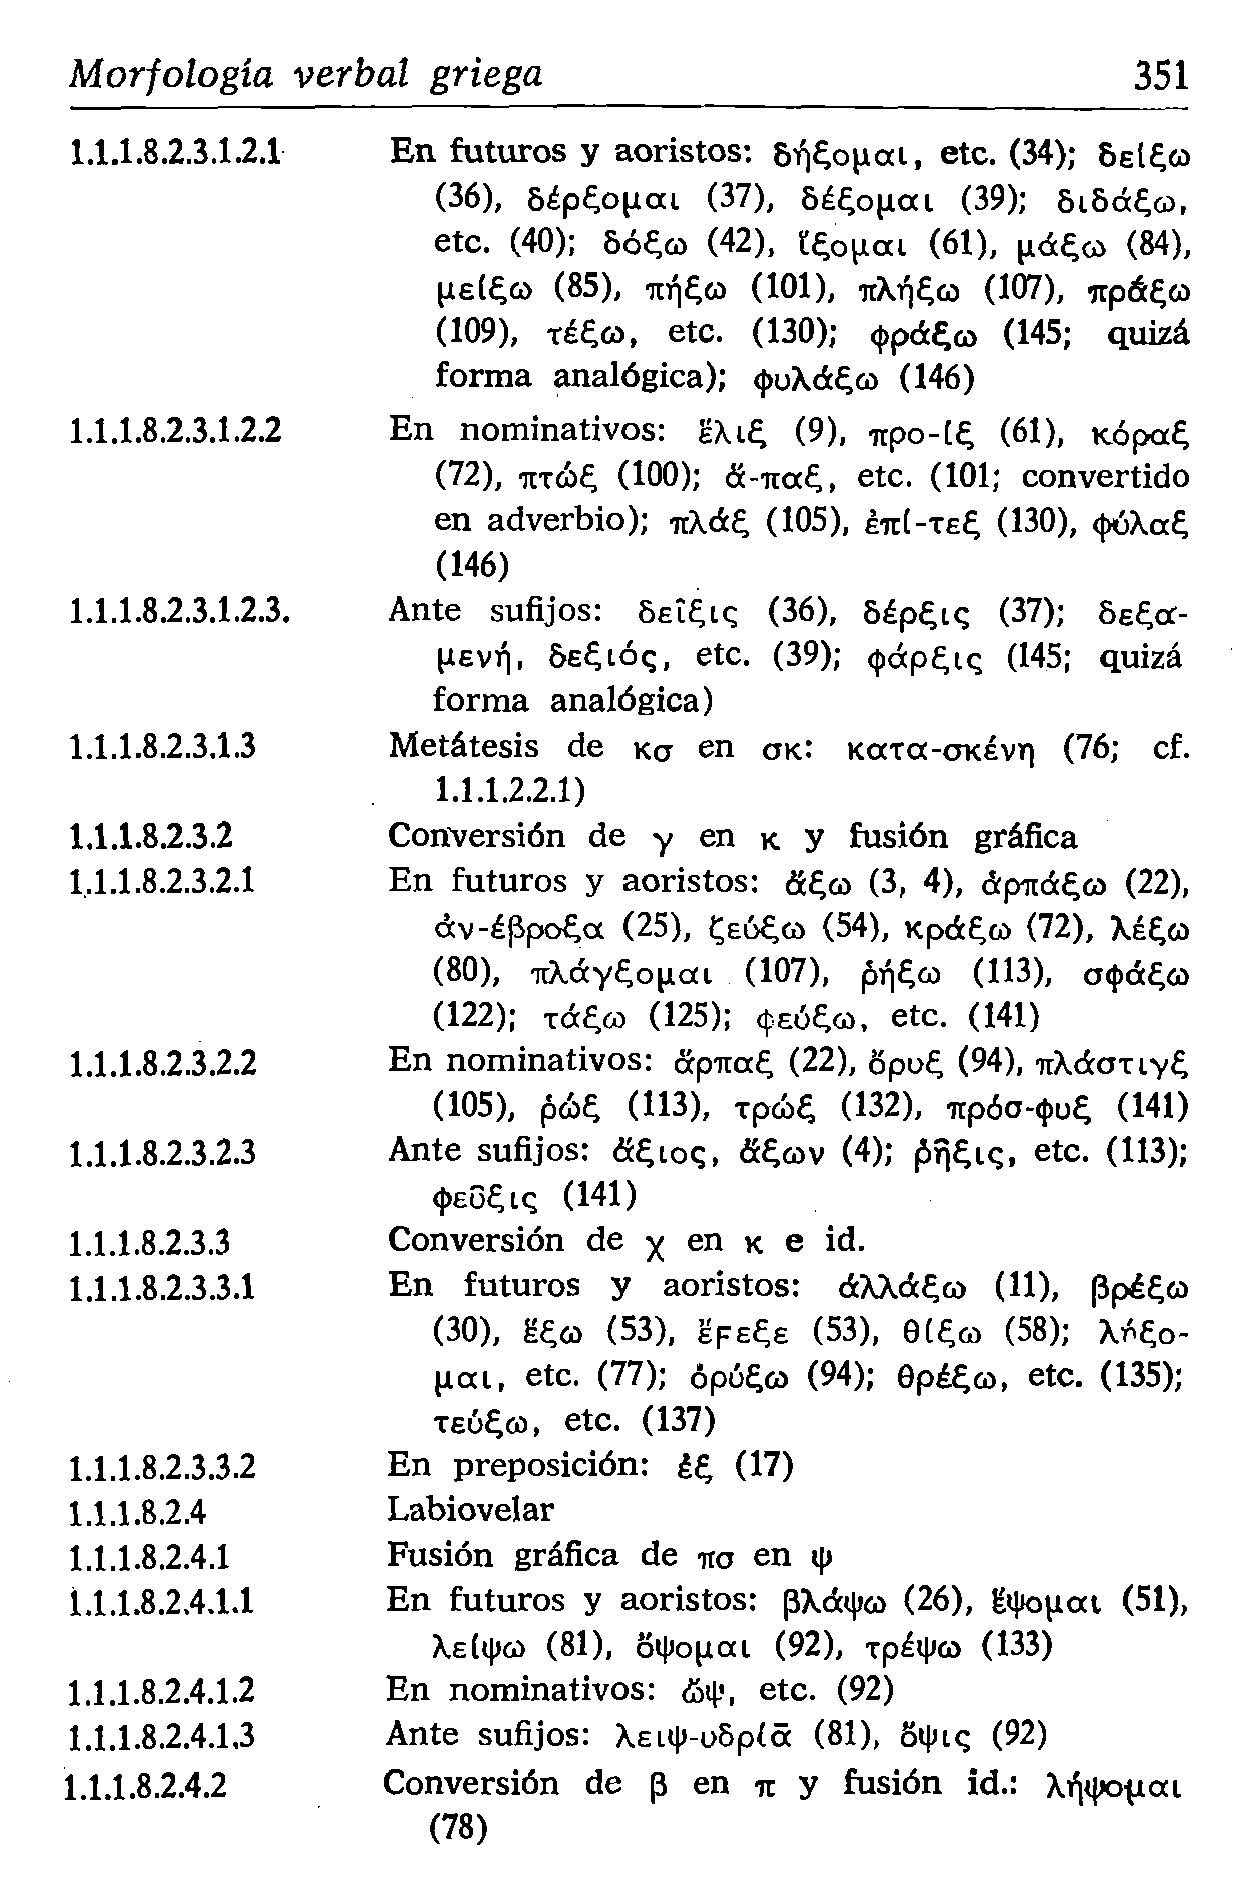 Morfología verbal griega 351
1.1.1.8.2.3.1.2.1 En futuros y aoristos: δήξομαι, etc. (34); δείξω
(36), δέρξομαι (37), δέξομαι (39); διδάξω,
etc. (40); δόξω (42), ἵξομαι (61), μάξω (84),
μείξω (85), πήξω (101), πλήξω (107), πράξω
(109), τέξω, etc. (130); φράξω (145; quizá
forma analógica); φυλάξω (146)
1.1.1.8.2.3.1.2.2 En nominativos: ἕλιξ (9), προ-ίξ (61), κόραξ
(72), πτώξ (100); ἅ-παξ, etc. (101; convertido
en adverbio); πλάξ (105), ἐπί-τεξ (130), φύλαξ
(146)
1.1.1.8.2.3.1.2.3. Ante sufijos: δεῖξις (36), δέρξις (37); δεξα-
μενή, δεξιός, etc. (39); φάρξις (145; quizá
forma analógica)
1.1.1.8.2.3.1.3 Metátesis de κσ en σκ: κατα-σκένη (76; cf.
1.1.1.2.2.1)
1.1.1.8.2.3.2 Conversión de γ en κ y fusión gráfica
1.1.1.8.2.3.2.1 En futuros y aoristos: ἄξω (3, 4), ἁρπάξω (22),
ἀν-έβροξα (25), ζεύξω (54), κράξω (72), λέξω
(80), πλάγξομαι (107), ῥήξω (113), σφάξω
(122); τάξω (125); φεύξω, etc. (141)
1.1.1.8.2.3.2.2 En nominativos: ἅρπαξ (22), ὄρυξ (94), πλάστιγξ
(105), ῥώξ (113), τρώξ (132), πρόσ-φυξ (141)
1.1.1.8.2.3.2.3 Ante sufijos: ἄξιος, ἄξων (4); ῥῆξις, etc. (113);
φεῦξις (141)
1.1.1.8.2.3.3 Conversión de χ en κ e id.
1.1.1.8.2.3.3.1 En futuros y aoristos: ἀλλάξω (11), βρέξω
(30), ἕξω (53), ἔϝεξε (53), θίξω (58); λήξο-
μαι, etc. (77); ὀρύξω (94); θρέξω, etc. (135);
τεύξω, etc. (137)
1.1.1.8.2.3.3.2 En preposición: ἐξ (17)
1.1.1.8.2.4 Labiovelar
1.1.1.8.2.4.1 Fusión gráfica de πσ en ψ
1.1.1.8.2.4.1.1 En futuros y aoristos: βλάψω (26), ἕψομαι (51),
λείψω (81), ὄψομαι (92), τρέψω (133)
1.1.1.8.2.4.1.2 En nominativos: ὤψ, etc. (92)
1.1.1.8.2.4.1.3 Ante sufijos: λειψ-υδρίᾱ (81), ὄψις (92)
1.1.1.8.2.4.2 Conversión de β en π y fusión id.: λήψομαι
(78)